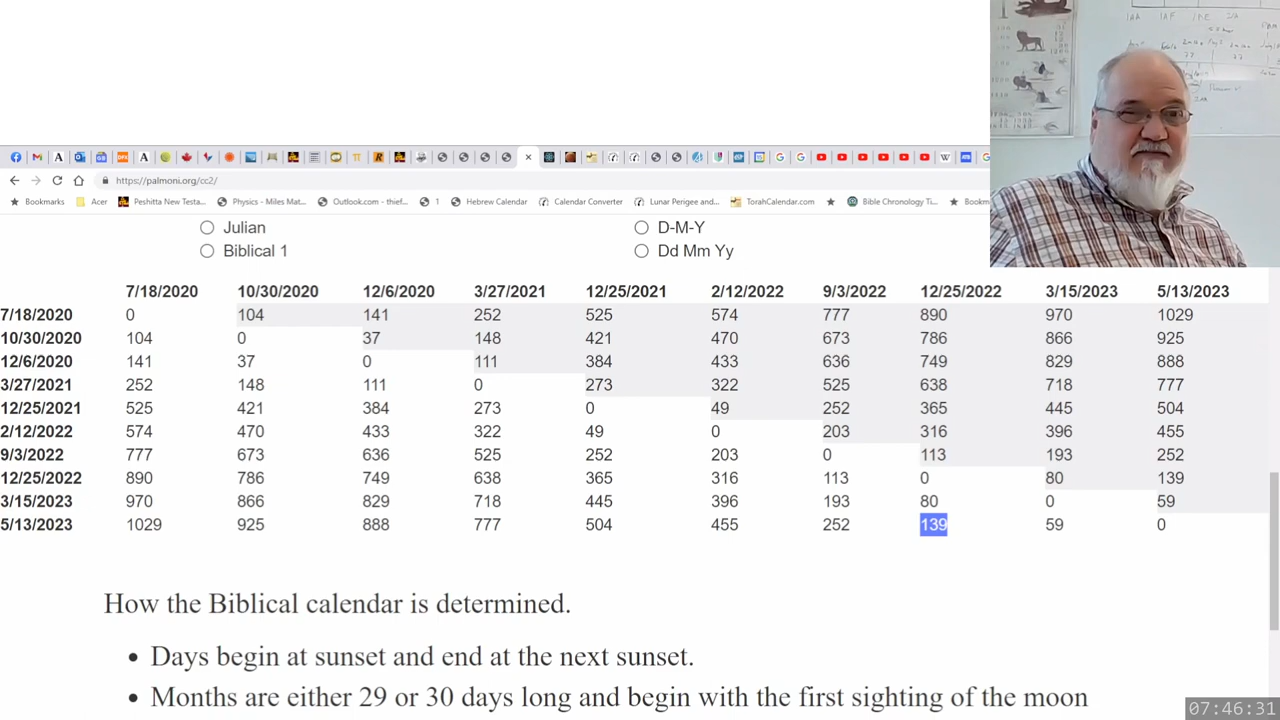 https://palmoni.org/cc2/
Bookmarks Acer Peshitta New Testa... Physics - Miles Mat... Outlook.com - thief... 1 Hebrew Calendar Calendar Converter Lunar Perigee and... TorahCalendar.com Bible Chronology Ti...
Julian D-M-Y
Biblical 1 Dd Mm Yy
7/18/2020 10/30/2020 12/6/2020 3/27/2021 12/25/2021 2/12/2022 9/3/2022 12/25/2022 3/15/2023 5/13/2023
7/18/2020 0 104 141 252 525 574 777 890 970 1029
10/30/2020 104 0 37 148 421 470 673 786 866 925
12/6/2020 141 37 0 111 384 433 636 749 829 888
3/27/2021 252 148 111 0 273 322 525 638 718 777
12/25/2021 525 421 384 273 0 49 252 365 445 504
2/12/2022 574 470 433 322 49 0 203 316 396 455
9/3/2022 777 673 636 525 252 203 0 113 193 252
12/25/2022 890 786 749 638 365 316 113 0 80 139
3/15/2023 970 866 829 718 445 396 193 80 0 59
5/13/2023 1029 925 888 777 504 455 252 139 59 0
How the Biblical calendar is determined.
• Days begin at sunset and end at the next sunset.
• Months are either 29 or 30 days long and begin with the first sighting of the moon
07:46:31